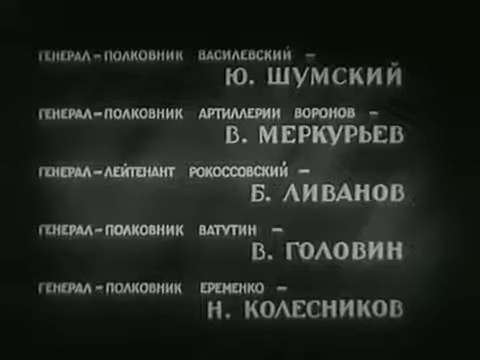 ГЕНЕРАЛ-ПОЛКОВНИК ВАСИЛЕВСКИЙ –
Ю. ШУМСКИЙ
ГЕНЕРАЛ-ПОЛКОВНИК АРТИЛЛЕРИИ ВОРОНОВ –
В. МЕРКУРЬЕВ
ГЕНЕРАЛ-ЛЕЙТЕНАНТ РОКОССОВСКИЙ –
Б. ЛИВАНОВ
ГЕНЕРАЛ-ПОЛКОВНИК ВАТУТИН –
В. ГОЛОВИН
ГЕНЕРАЛ-ПОЛКОВНИК ЕРЕМЕНКО –
Н. КОЛЕСНИКОВ